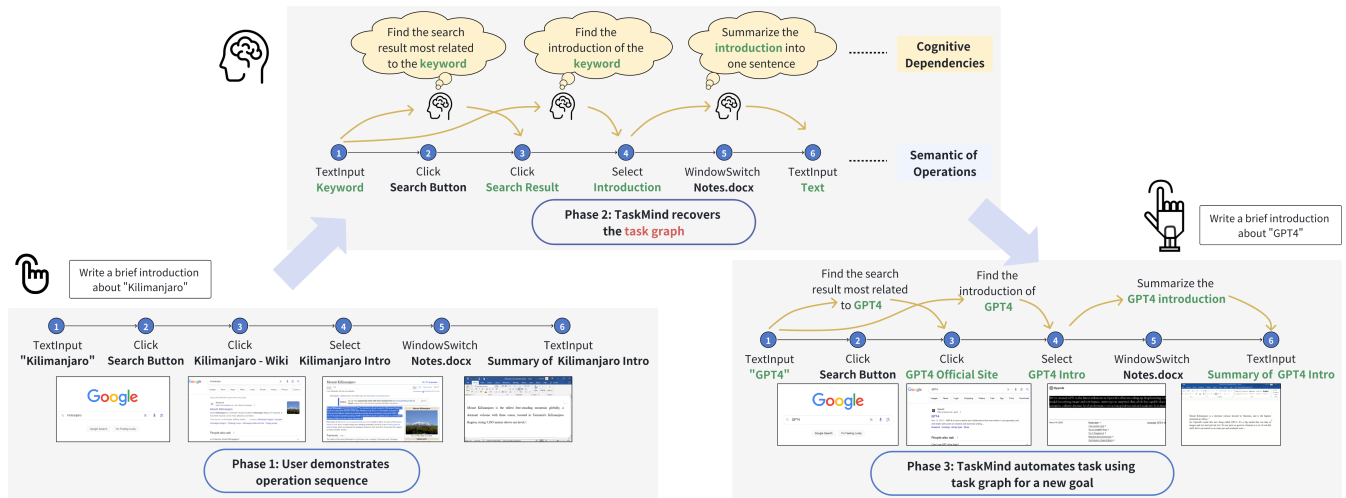 Find the search
result most related
to the keyword
Find the
introduction of the
keyword
Summarize the
introduction into
one sentence
Cognitive
Dependencies
1
2
3
4
5
6
TextInput
Keyword
Click
Search Button
Click
Search Result
Select
Introduction
WindowSwitch
Notes.docx
TextInput
Text
Semantic of
Operations
Phase 2: TaskMind recovers
the task graph
Write a brief introduction
about "Kilimanjaro"
1
2
3
4
5
6
TextInput
"Kilimanjaro"
Click
Search Button
Click
Kilimanjaro - Wiki
Select
Kilimanjaro Intro
WindowSwitch
Notes.docx
TextInput
Summary of Kilimanjaro Intro
Google
Mount Kilimanjaro
Phase 1: User demonstrates
operation sequence
Write a brief introduction
about "GPT4"
Find the search
result most related
to GPT4
Find the
introduction of
GPT4
Summarize the
GPT4 introduction
1
2
3
4
5
6
TextInput
"GPT4"
Click
Search Button
Click
GPT4 Official Site
Select
GPT4 Intro
WindowSwitch
Notes.docx
TextInput
Summary of GPT4 Intro
Google
GPT4
Phase 3: TaskMind automates task using
task graph for a new goal